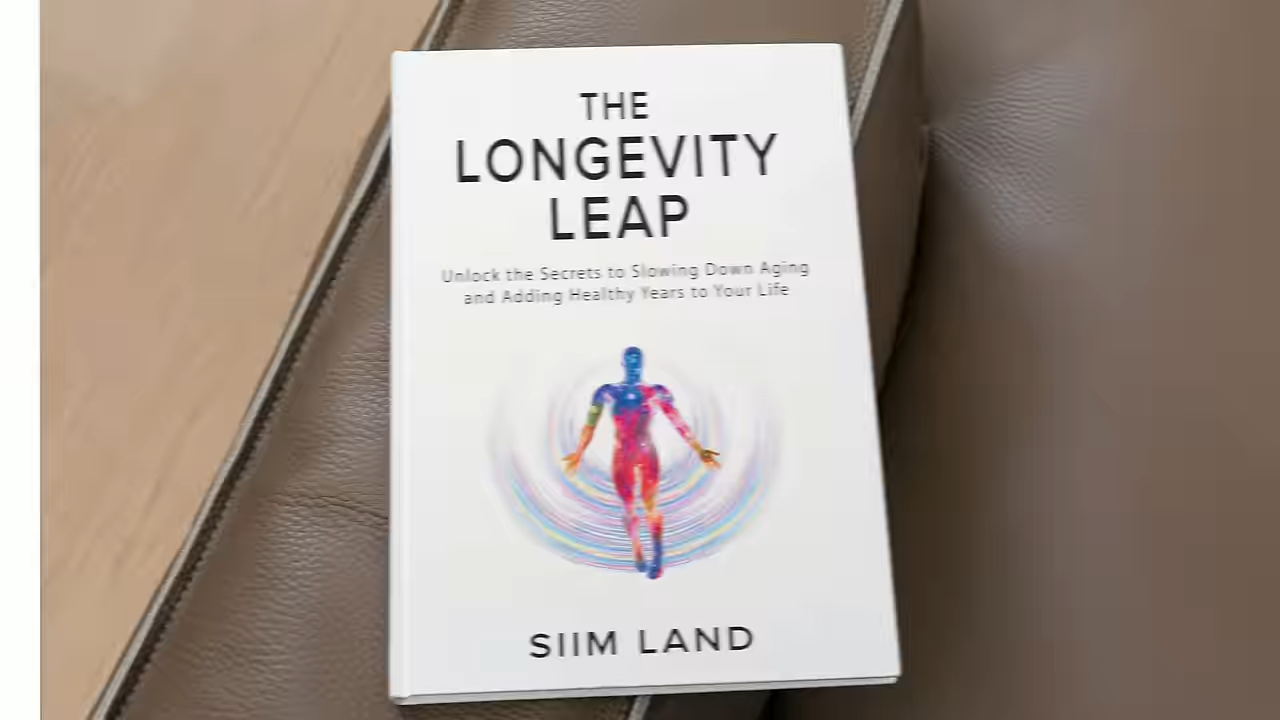 THE
LONGEVITY
LEAP
Unlock the Secrets to Slowing Down Aging
and Adding Healthy Years to Your Life
SIIM LAND